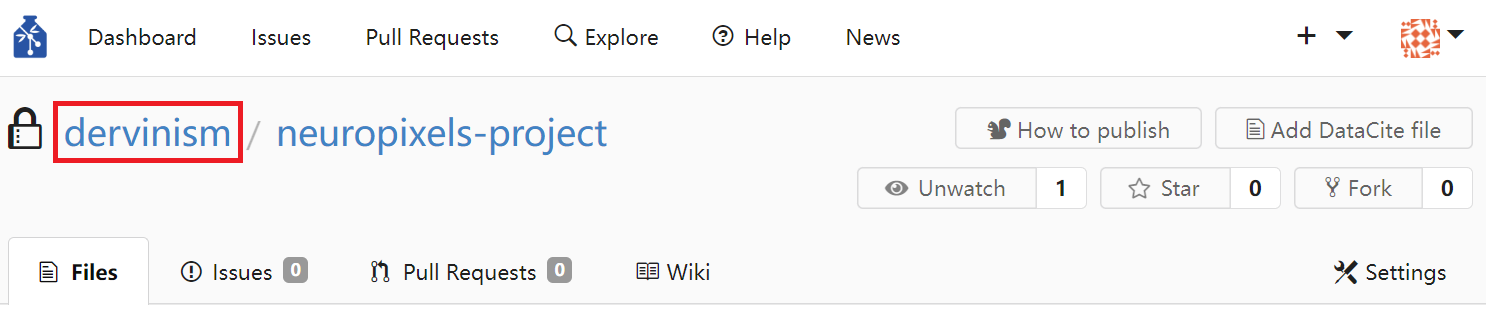 Dashboard Issues Pull Requests Explore Help News
dervinism / neuropixels-project
How to publish Add DataCite file
Unwatch 1 Star 0 Fork 0
Files Issues 0 Pull Requests 0 Wiki Settings